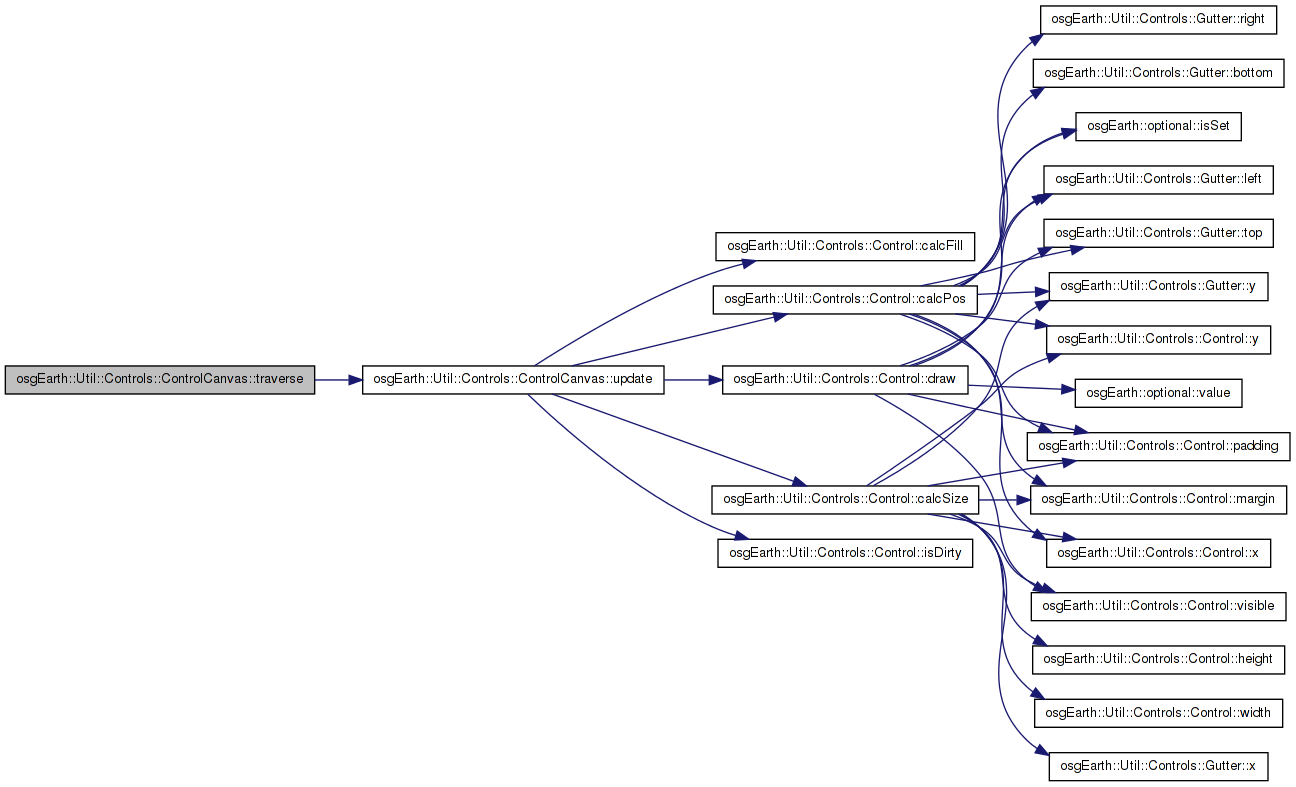 osgEarth::Util::Controls::ControlCanvas::traverse
osgEarth::Util::Controls::ControlCanvas::update
osgEarth::Util::Controls::Control::calcFill
osgEarth::Util::Controls::Control::calcPos
osgEarth::Util::Controls::Control::draw
osgEarth::Util::Controls::Control::calcSize
osgEarth::Util::Controls::Control::isDirty
osgEarth::Util::Controls::Gutter::right
osgEarth::Util::Controls::Gutter::bottom
osgEarth::optional::isSet
osgEarth::Util::Controls::Gutter::left
osgEarth::Util::Controls::Gutter::top
osgEarth::Util::Controls::Gutter::y
osgEarth::Util::Controls::Control::y
osgEarth::optional::value
osgEarth::Util::Controls::Control::padding
osgEarth::Util::Controls::Control::margin
osgEarth::Util::Controls::Control::x
osgEarth::Util::Controls::Control::visible
osgEarth::Util::Controls::Control::height
osgEarth::Util::Controls::Control::width
osgEarth::Util::Controls::Gutter::x